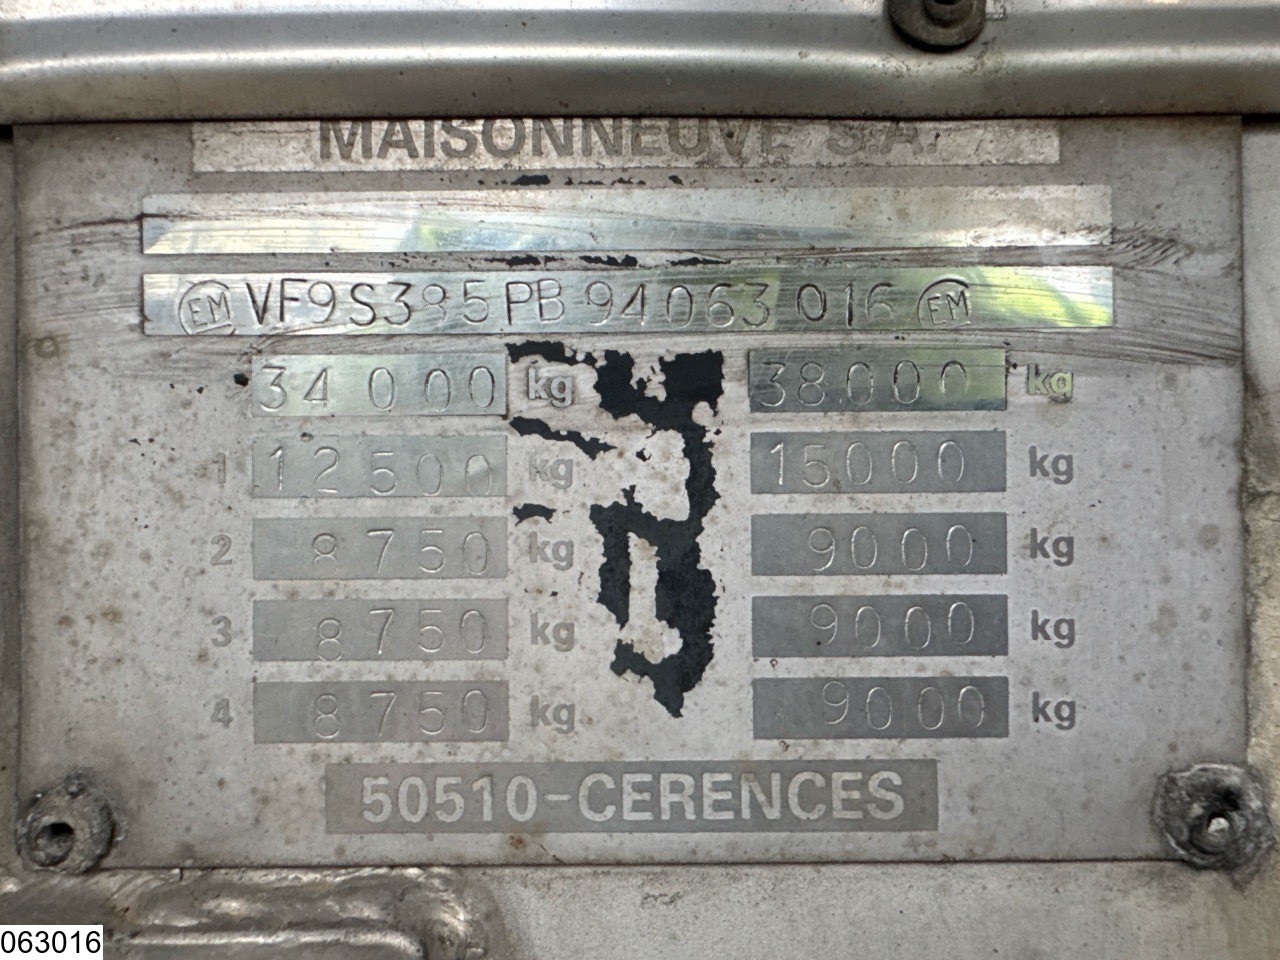 MAISONNEUVE S.A.
EM VF9S385PB94063016 EM
34000 kg 38000 kg
1 12500 kg 15000 kg
2 8750 kg 9000 kg
3 8750 kg 9000 kg
4 8750 kg 9000 kg
50510-CERENCES
063016